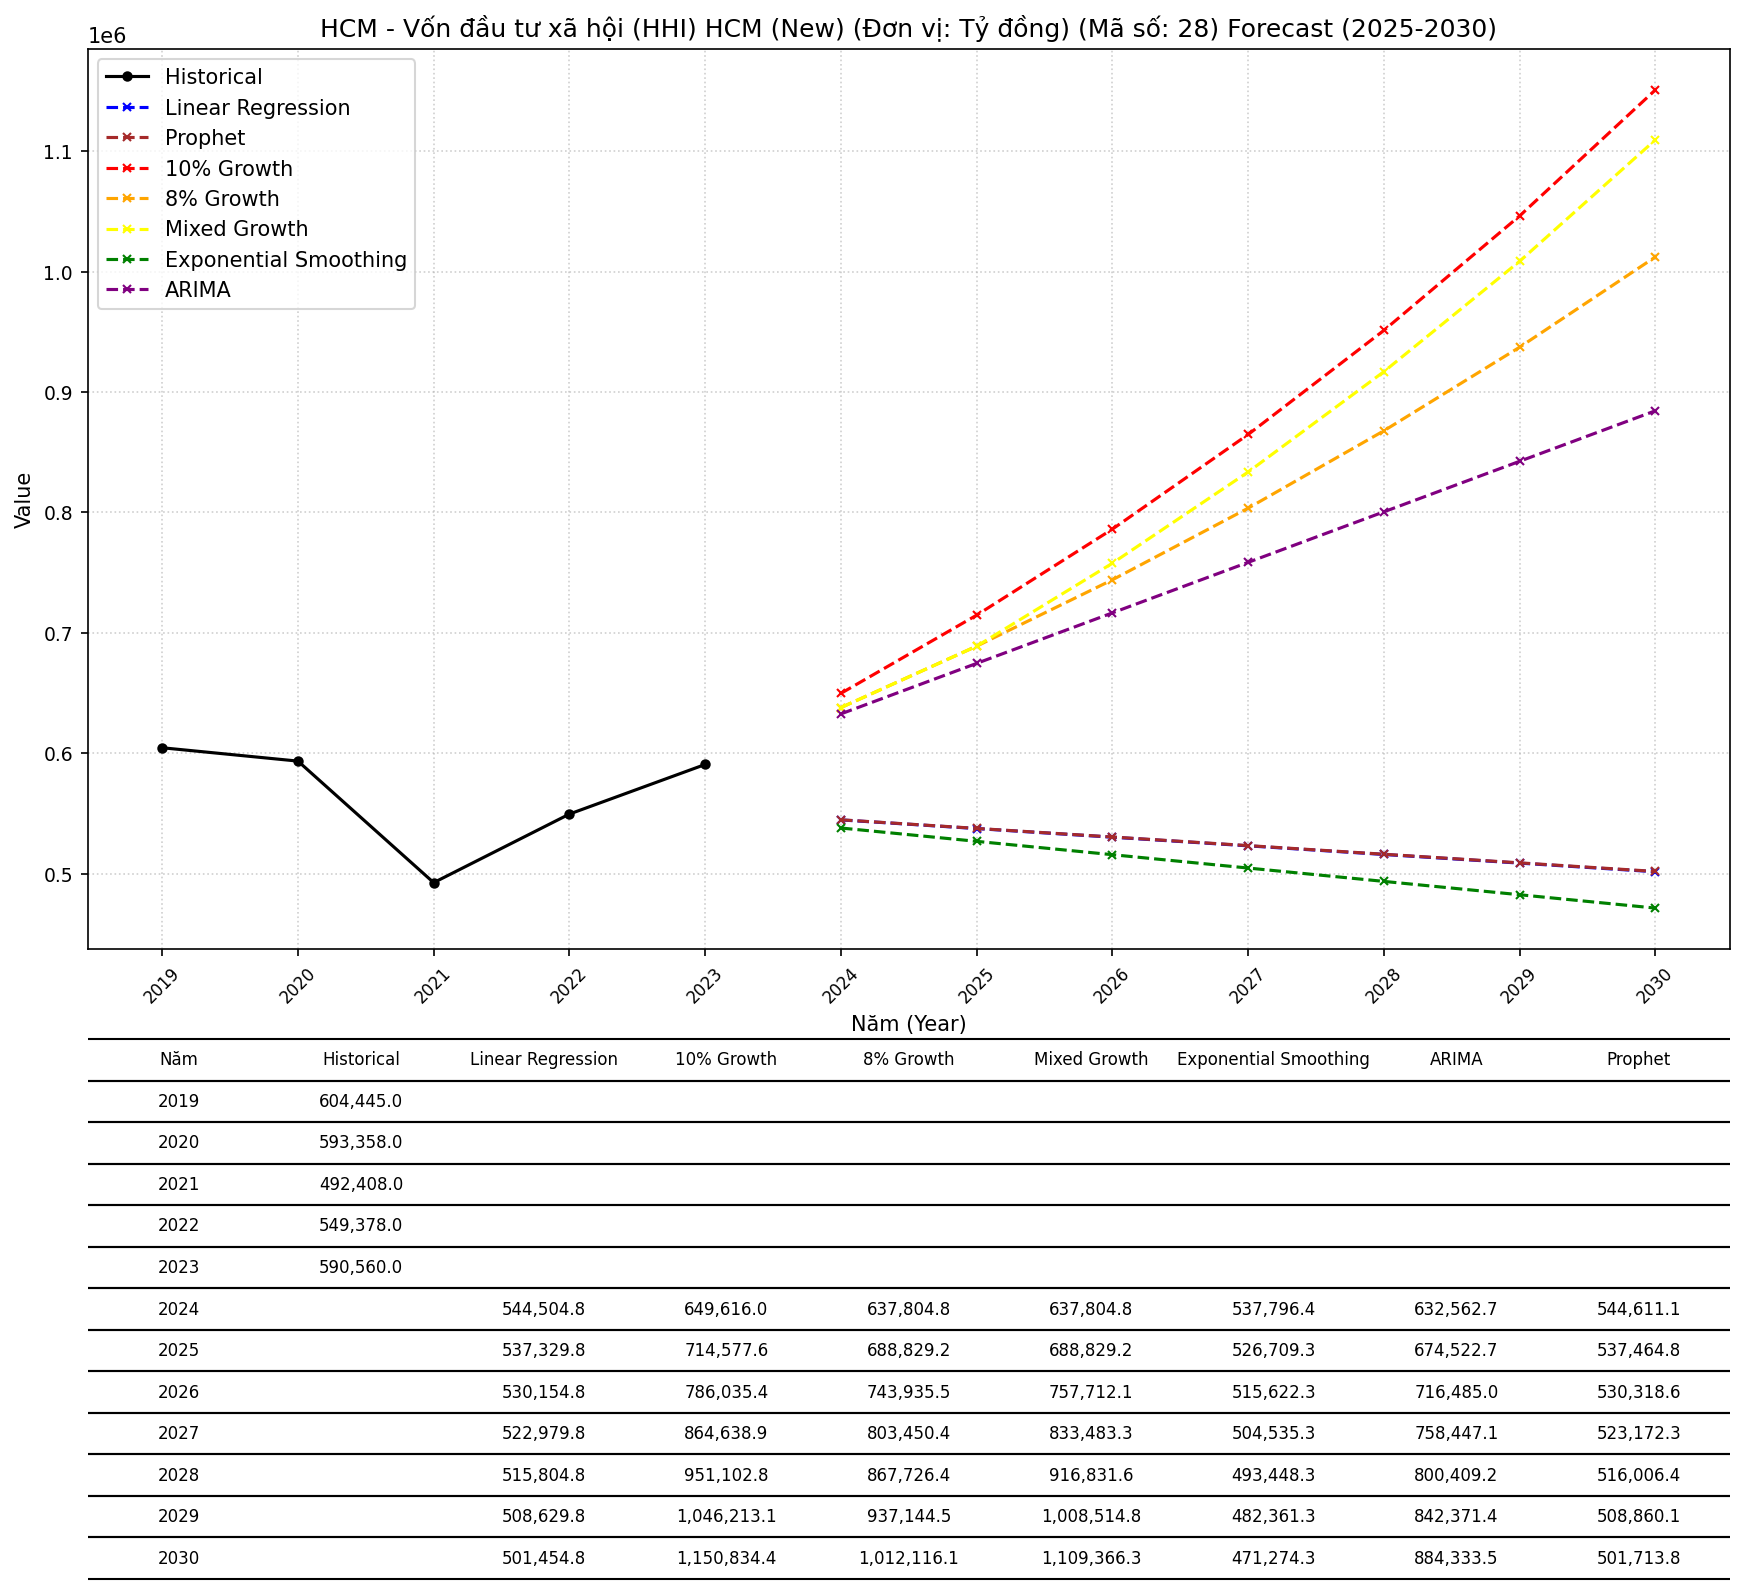 HCM - Vốn đầu tư xã hội (HHI) HCM (New) (Đơn vị: Tỷ đồng) (Mã số: 28) Forecast (2025-2030)
1e6
Historical
Linear Regression
Prophet
10% Growth
8% Growth
Mixed Growth
Exponential Smoothing
ARIMA
1.1
1.0
0.9
0.8
0.7
0.6
0.5
Value
2019 2020 2021 2022 2023 2024 2025 2026 2027 2028 2029 2030
Năm (Year)
Năm Historical Linear Regression 10% Growth 8% Growth Mixed Growth Exponential Smoothing ARIMA Prophet
2019 604,445.0
2020 593,358.0
2021 492,408.0
2022 549,378.0
2023 590,560.0
2024 544,504.8 649,616.0 637,804.8 637,804.8 537,796.4 632,562.7 544,611.1
2025 537,329.8 714,577.6 688,829.2 688,829.2 526,709.3 674,522.7 537,464.8
2026 530,154.8 786,035.4 743,935.5 757,712.1 515,622.3 716,485.0 530,318.6
2027 522,979.8 864,638.9 803,450.4 833,483.3 504,535.3 758,447.1 523,172.3
2028 515,804.8 951,102.8 867,726.4 916,831.6 493,448.3 800,409.2 516,006.4
2029 508,629.8 1,046,213.1 937,144.5 1,008,514.8 482,361.3 842,371.4 508,860.1
2030 501,454.8 1,150,834.4 1,012,116.1 1,109,366.3 471,274.3 884,333.5 501,713.8